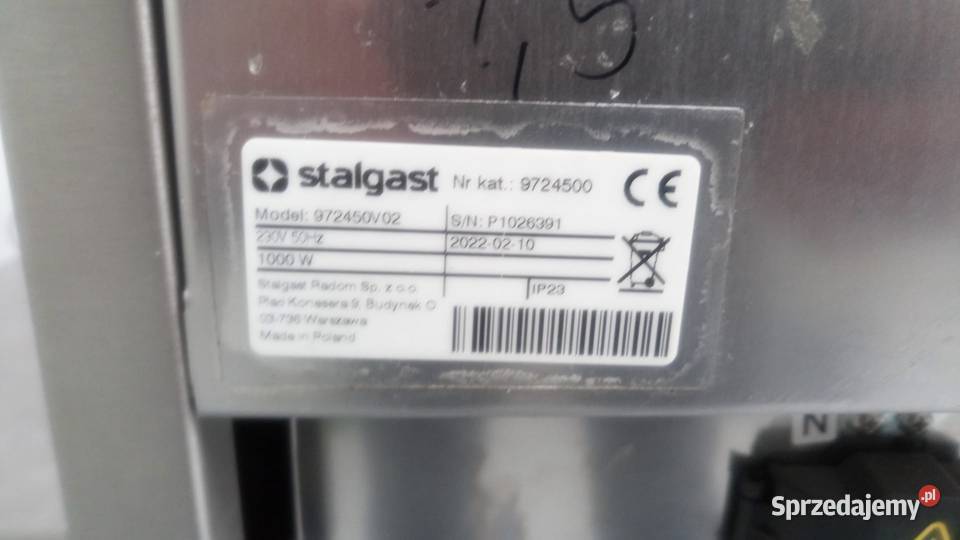 15
stalgast Nr kat.: 9724500 CE
Model: 972450V02 S/N: P1026391
230V 50Hz 2022-02-10
1000 W
Stalgast Radom Sp. z o.o. IP23
Plac Konesera 9, Budynek O
03-736 Warszawa
Made in Poland
N
Sprzedajemy.pl